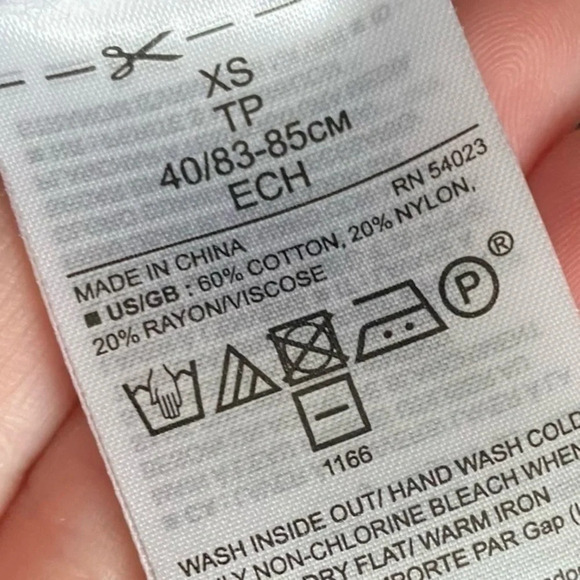 XS
TP
40/83-85CM
ECH
RN 54023
MADE IN CHINA
■ US/GB : 60% COTTON, 20% NYLON,
20% RAYON/VISCOSE
P ®
1166
WASH INSIDE OUT/ HAND WASH COLD
NON-CHLORINE BLEACH WHEN
DRY FLAT/ WARM IRON
PAR Gap